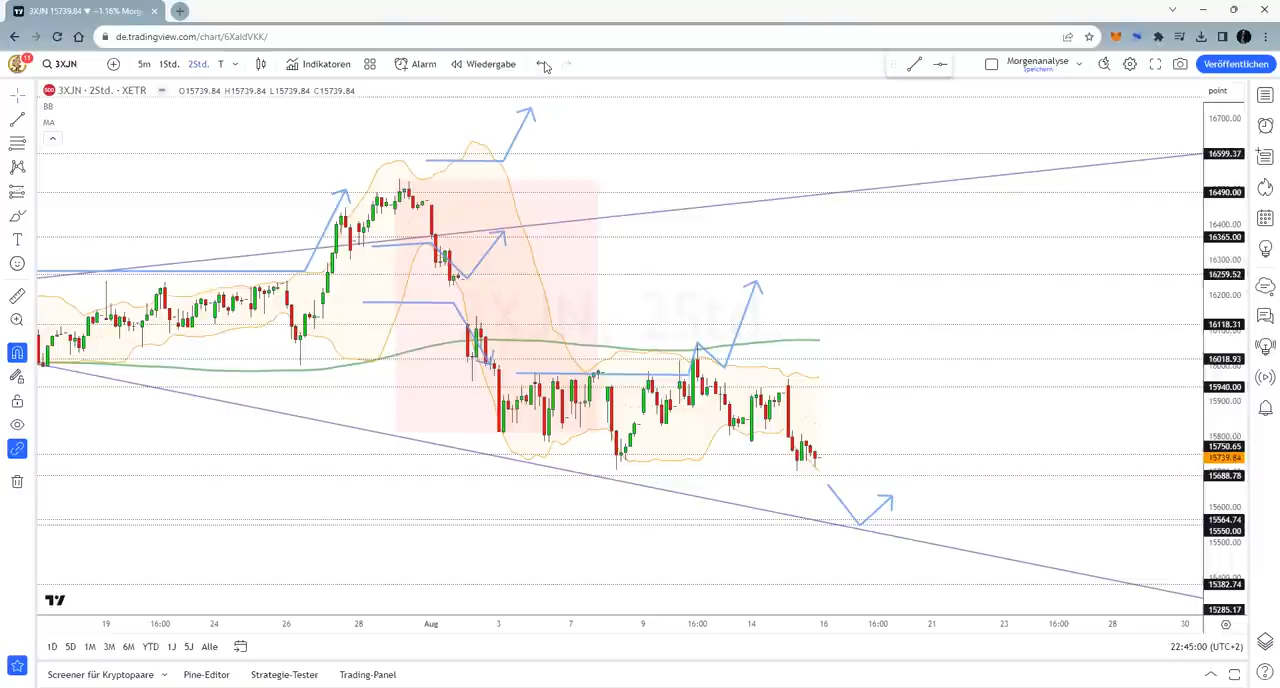 3XJN 15739.84 ▼ −1.16% Morg
de.tradingview.com/chart/6XaIdVKK/
11
3XJN
5m 1Std. 2Std. T
Indikatoren
Alarm
Wiedergabe
Morgenanalyse
Speichern
Veröffentlichen
500 3XJN · 2Std. · XETR
O15739.84 H15739.84 L15739.84 C15739.84
BB
MA
point
16700.00
16599.37
16490.00
16400.00
16365.00
16300.00
16259.52
16200.00
16118.31
16018.93
15940.00
15900.00
15800.00
15750.65
15739.84
15688.78
15600.00
15564.74
15550.00
15500.00
15400.00
15382.74
15285.17
19 16:00 24 26 28 Aug 3 7 9 16:00 14 16 16:00 21 23 16:00 28 30
1D 5D 1M 3M 6M YTD 1J 5J Alle
22:45:00 (UTC+2)
Screener für Kryptopaare
Pine-Editor
Strategie-Tester
Trading-Panel